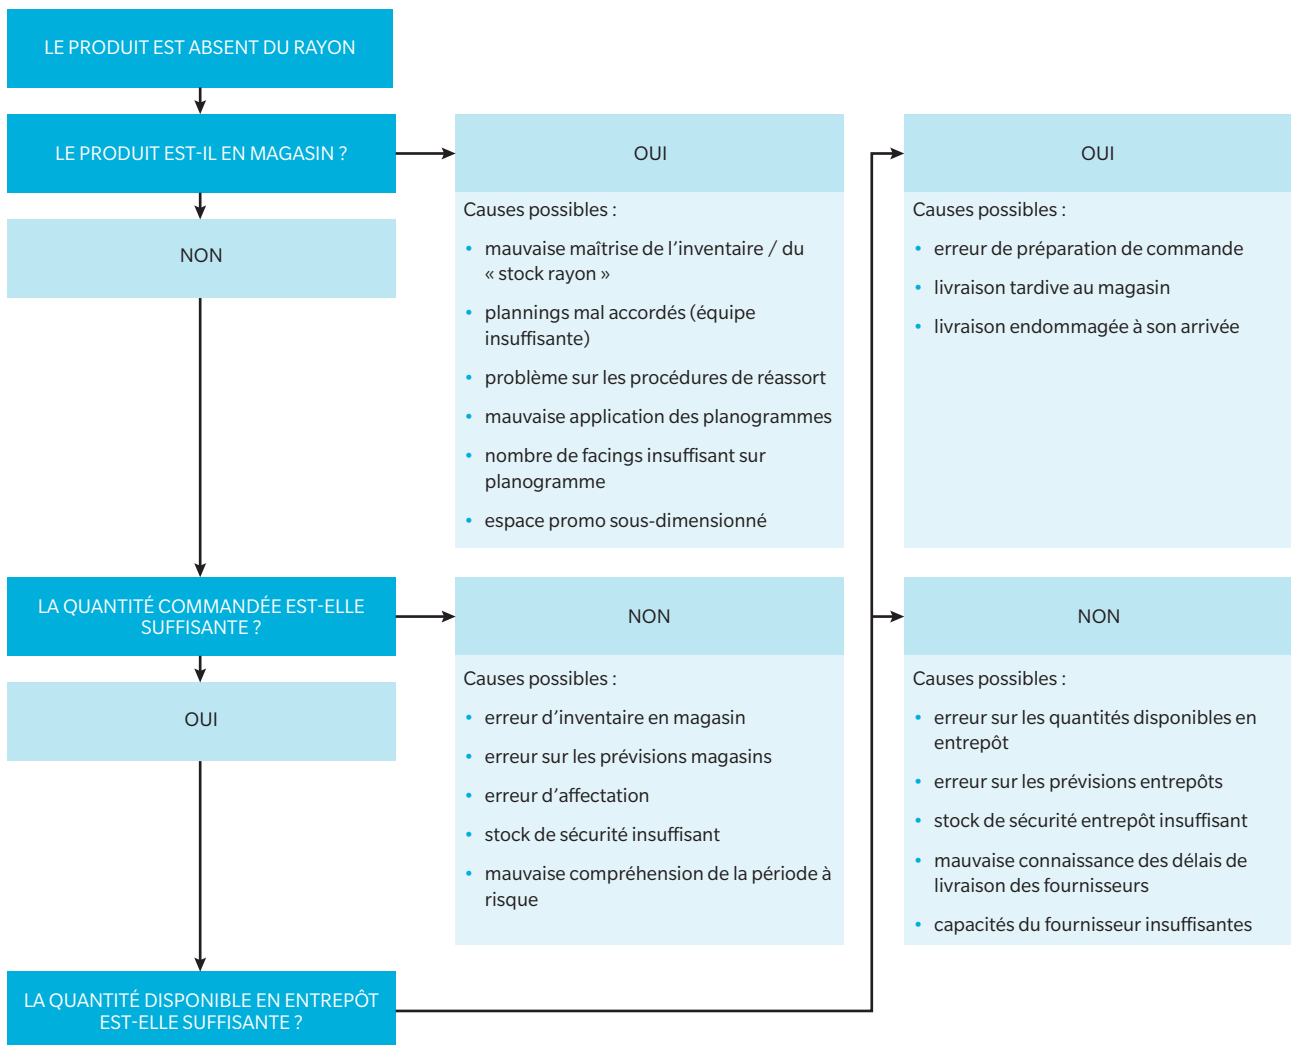 LE PRODUIT EST ABSENT DU RAYON
LE PRODUIT EST-IL EN MAGASIN ?
NON
OUI
Causes possibles :
• mauvaise maîtrise de l’inventaire / du
« stock rayon »
• plannings mal accordés (équipe
insuffisante)
• problème sur les procédures de réassort
• mauvaise application des planogrammes
• nombre de facings insuffisant sur
planogramme
• espace promo sous-dimensionné
LA QUANTITÉ COMMANDÉE EST-ELLE
SUFFISANTE ?
OUI
NON
Causes possibles :
• erreur d’inventaire en magasin
• erreur sur les prévisions magasins
• erreur d’affectation
• stock de sécurité insuffisant
• mauvaise compréhension de la période à
risque
LA QUANTITÉ DISPONIBLE EN ENTREPÔT
EST-ELLE SUFFISANTE ?
OUI
Causes possibles :
• erreur de préparation de commande
• livraison tardive au magasin
• livraison endommagée à son arrivée
NON
Causes possibles :
• erreur sur les quantités disponibles en
entrepôt
• erreur sur les prévisions entrepôts
• stock de sécurité entrepôt insuffisant
• mauvaise connaissance des délais de
livraison des fournisseurs
• capacités du fournisseur insuffisantes